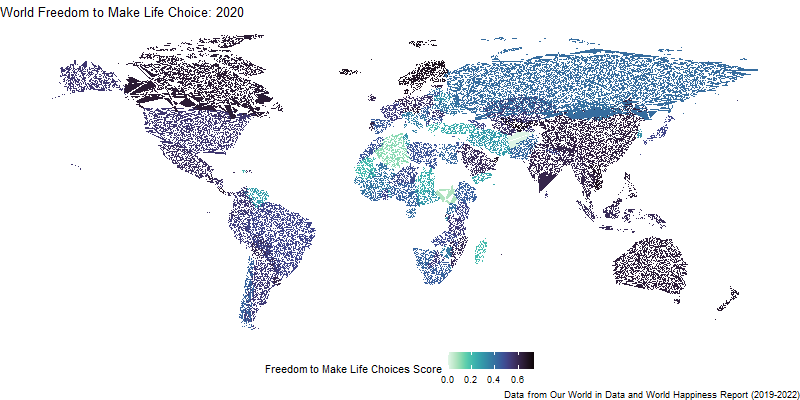 World Freedom to Make Life Choice: 2020
Freedom to Make Life Choices Score
0.0 0.2 0.4 0.6
Data from Our World in Data and World Happiness Report (2019-2022)